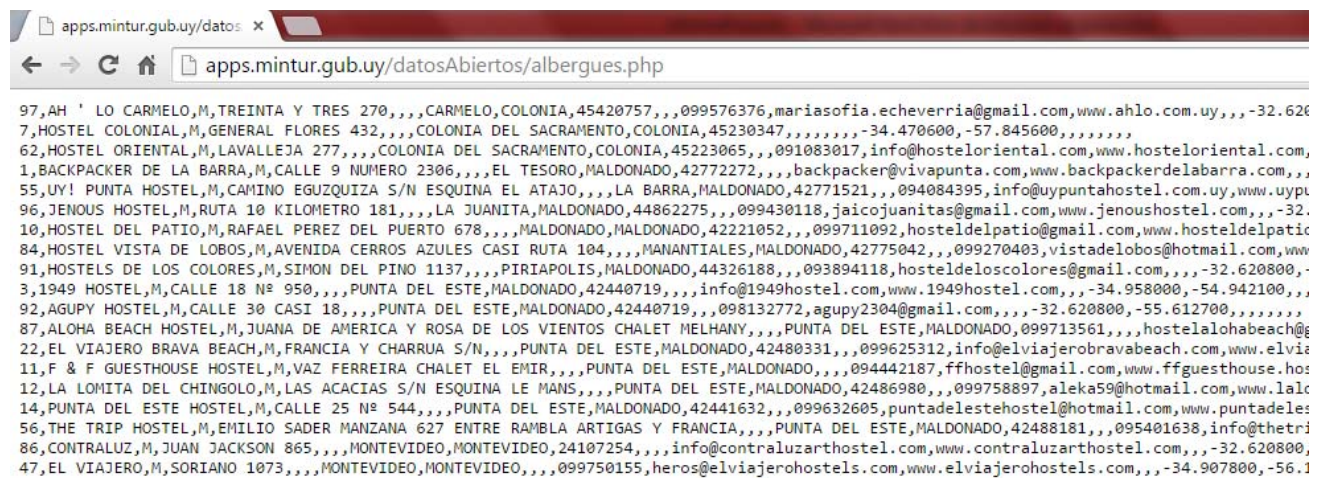 apps.mintur.gub.uy/datos
apps.mintur.gub.uy/datosAbiertos/albergues.php
97,AH ' LO CARMELO,M,TREINTA Y TRES 270,,,,CARMELO,COLONIA,45420757,,,099576376,mariasofia.echeverria@gmail.com,www.ahlo.com.uy,,,-32.620
7,HOSTEL COLONIAL,M,GENERAL FLORES 432,,,,COLONIA DEL SACRAMENTO,COLONIA,45230347,,,,,,,,-34.470600,-57.845600,,,,,,,,
62,HOSTEL ORIENTAL,M,LAVALLEJA 277,,,,COLONIA DEL SACRAMENTO,COLONIA,45223065,,,091083017,info@hosteloriental.com,www.hosteloriental.com,
1,BACKPACKER DE LA BARRA,M,CALLE 9 NUMERO 2306,,,,EL TESORO,MALDONADO,42772272,,,,backpacker@vivapunta.com,www.backpackerdelabarra.com,,,
55,UY! PUNTA HOSTEL,M,CAMINO EGUZQUIZA S/N ESQUINA EL ATAJO,,,,LA BARRA,MALDONADO,42771521,,,094084395,info@uypuntahostel.com.uy,www.uypu
96,JENOUS HOSTEL,M,RUTA 10 KILOMETRO 181,,,,LA JUANITA,MALDONADO,44862275,,,099430118,jaicojuanitas@gmail.com,www.jenoushostel.com,,,-32.
10,HOSTEL DEL PATIO,M,RAFAEL PEREZ DEL PUERTO 678,,,,MALDONADO,MALDONADO,42221052,,,099711092,hosteldelpatio@gmail.com,www.hosteldelpatio
84,HOSTEL VISTA DE LOBOS,M,AVENIDA CERROS AZULES CASI RUTA 104,,,,MANANTIALES,MALDONADO,42775042,,,099270403,vistadelobos@hotmail.com,www
91,HOSTELS DE LOS COLORES,M,SIMON DEL PINO 1137,,,,PIRIAPOLIS,MALDONADO,44326188,,,093894118,hosteldeloscolores@gmail.com,,,,-32.620800,-
3,1949 HOSTEL,M,CALLE 18 Nº 950,,,,PUNTA DEL ESTE,MALDONADO,42440719,,,,info@1949hostel.com,www.1949hostel.com,,,-34.958000,-54.942100,,,
92,AGUPY HOSTEL,M,CALLE 30 CASI 18,,,,PUNTA DEL ESTE,MALDONADO,42440719,,,098132772,agupy2304@gmail.com,,,,-32.620800,-55.612700,,,,,,,,
87,ALOHA BEACH HOSTEL,M,JUANA DE AMERICA Y ROSA DE LOS VIENTOS CHALET MELHANY,,,,PUNTA DEL ESTE,MALDONADO,099713561,,,,hostelalohabeach@g
22,EL VIAJERO BRAVA BEACH,M,FRANCIA Y CHARRUA S/N,,,,PUNTA DEL ESTE,MALDONADO,42480331,,,099625312,info@elviajerobravabeach.com,www.elvia
11,F & F GUESTHOUSE HOSTEL,M,VAZ FERREIRA CHALET EL EMIR,,,,PUNTA DEL ESTE,MALDONADO,,,,094442187,ffhostel@gmail.com,www.ffguesthouse.hos
12,LA LOMITA DEL CHINGOLO,M,LAS ACACIAS S/N ESQUINA LE MANS,,,,PUNTA DEL ESTE,MALDONADO,42486980,,,099758897,aleka59@hotmail.com,www.lalo
14,PUNTA DEL ESTE HOSTEL,M,CALLE 25 Nº 544,,,,PUNTA DEL ESTE,MALDONADO,42441632,,,099632605,puntadelestehostel@hotmail.com,www.puntadeles
56,THE TRIP HOSTEL,M,EMILIO SADER MANZANA 627 ENTRE RAMBLA ARTIGAS Y FRANCIA,,,,PUNTA DEL ESTE,MALDONADO,42488181,,,095401638,info@thetri
86,CONTRALUZ,M,JUAN JACKSON 865,,,,MONTEVIDEO,MONTEVIDEO,24107254,,,,info@contraluzarthostel.com,www.contraluzarthostel.com,,,-32.620800,
47,EL VIAJERO,M,SORIANO 1073,,,,MONTEVIDEO,MONTEVIDEO,,,,099750155,heros@elviajerohostels.com,www.elviajerohostels.com,,,-34.907800,-56.1